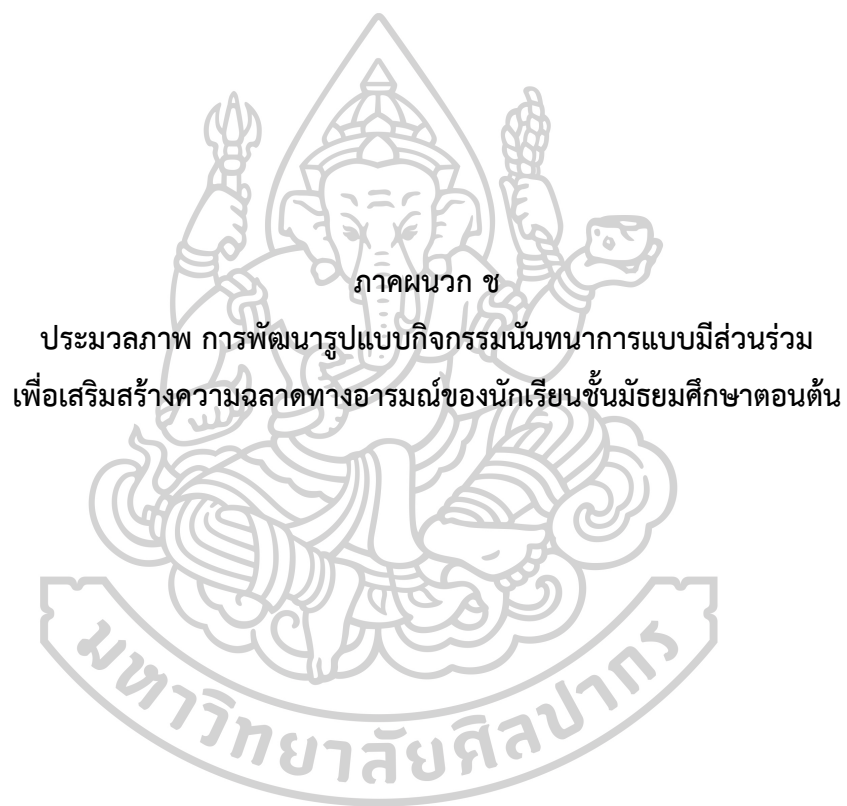 ภาคผนวก ช
ประมวลภาพ การพัฒนารูปแบบกิจกรรมนันทนาการแบบมีส่วนร่วม
เพื่อเสริมสร้างความฉลาดทางอารมณ์ของนักเรียนชั้นมัธยมศึกษาตอนต้น
มหาวิทยาลัยศิลปากร